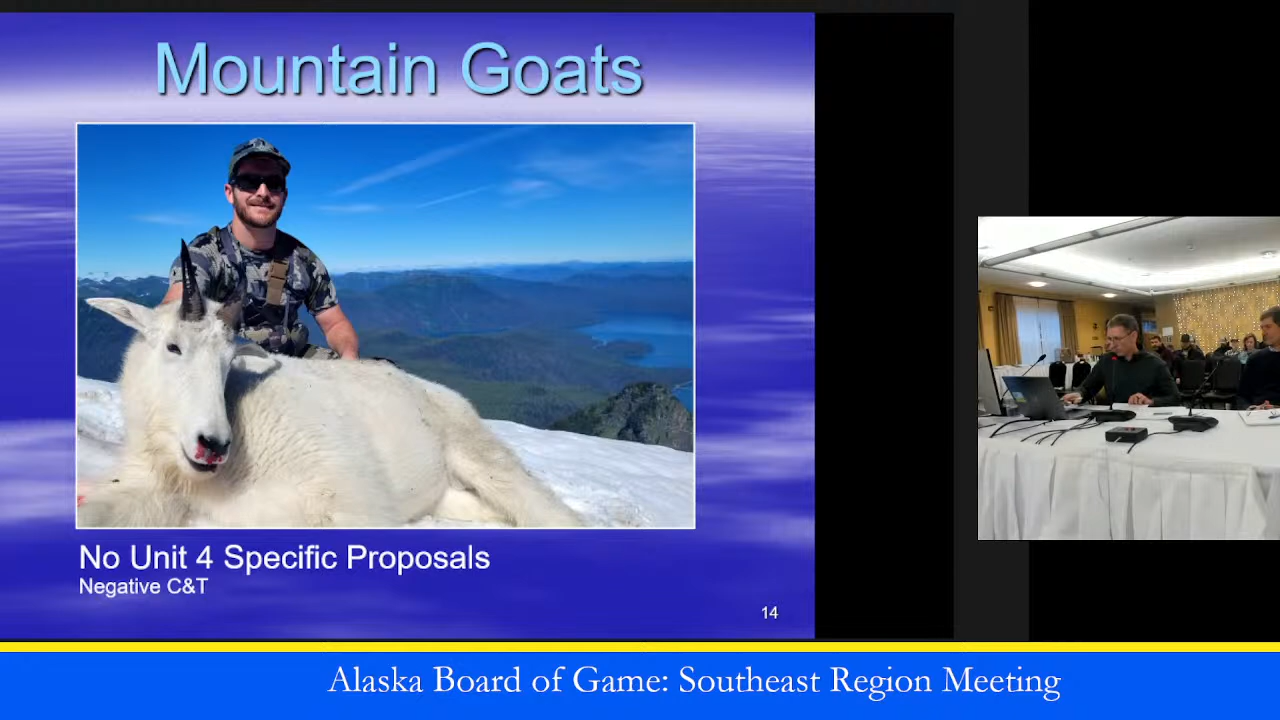 Mountain Goats
No Unit 4 Specific Proposals
Negative C&T
14
Alaska Board of Game: Southeast Region Meeting